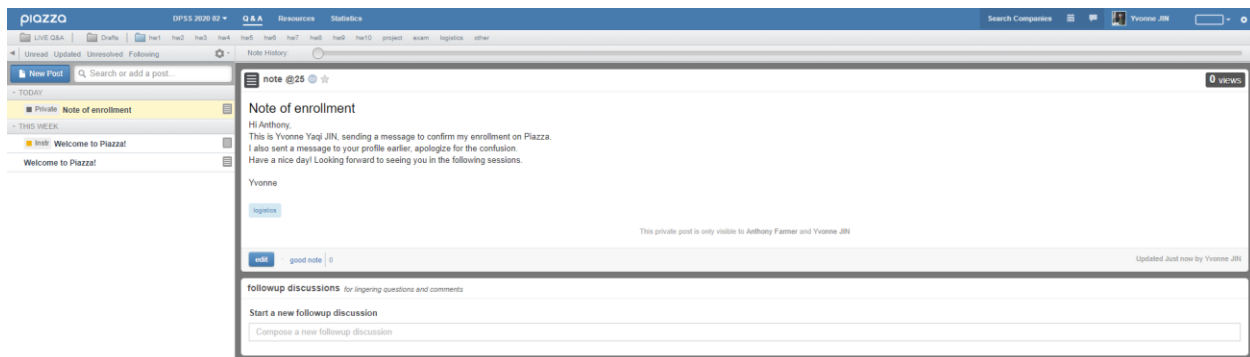 piazza DPSS 2020 02 Q & A Resources Statistics Search Companies Yvonne JIN
LIVE Q&A Drafts hw1 hw2 hw3 hw4 hw5 hw6 hw7 hw8 hw9 hw10 project exam logistics other
Unread Updated Unresolved Following Note History:
New Post Search or add a post...
note @25 0 views
TODAY
Private Note of enrollment
THIS WEEK
Instr Welcome to Piazza!
Welcome to Piazza!
Note of enrollment
Hi Anthony,
This is Yvonne Yaqi JIN, sending a message to confirm my enrollment on Piazza.
I also sent a message to your profile earlier, apologize for the confusion.
Have a nice day! Looking forward to seeing you in the following sessions.
Yvonne
logistics
This private post is only visible to Anthony Farmer and Yvonne JIN
edit good note 0 Updated Just now by Yvonne JIN
followup discussions for lingering questions and comments
Start a new followup discussion
Compose a new followup discussion